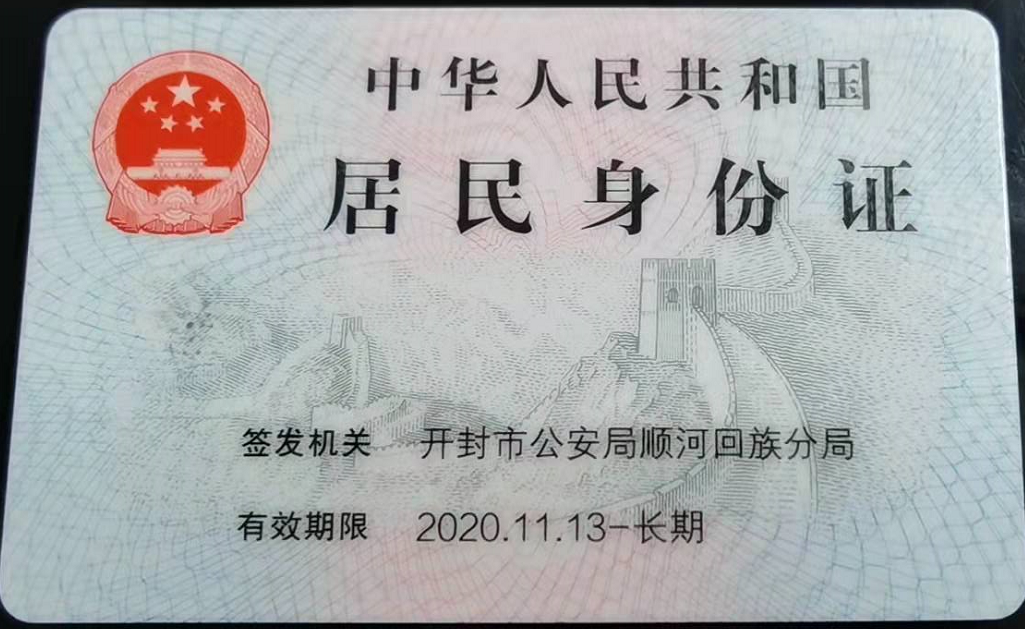 中华人民共和国
居民身份证
签发机关 开封市公安局顺河回族分局
有效期限 2020.11.13-长期